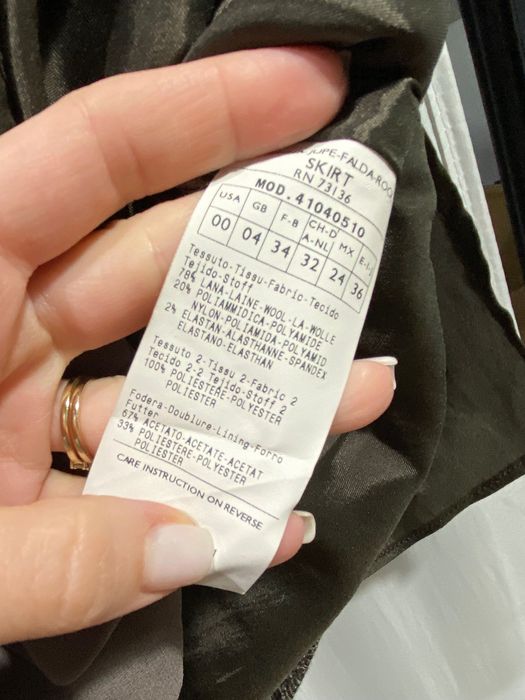 JUPE-FALDA-ROC
SKIRT
RN 73136
MOD. 41040510
USA GB F-B CH-D A-NL MX E-I-
00 04 34 32 24 36
Tessuto-Tissu-Fabric-Tecido
Tejido-Stoff
78% LANA-LAINE-WOOL-LA-WOLLE
20% POLIAMMIDICA-POLYAMIDE
NYLON-POLIAMIDA-POLYAMID
2% ELASTAN-ALASTHANNE-SPANDEX
ELASTANO-ELASTHAN
Tessuto 2-Tissu 2-Fabric 2
Tecido 2-2 Tejido-Stoff 2
100% POLIESTERE-POLYESTER
POLIESTER
Fodera-Doublure-Lining-Forro
Futter
67% ACETATO-ACETATE-ACETAT
33% POLIESTERE-POLYESTER
POLIESTER
CARE INSTRUCTION ON REVERSE